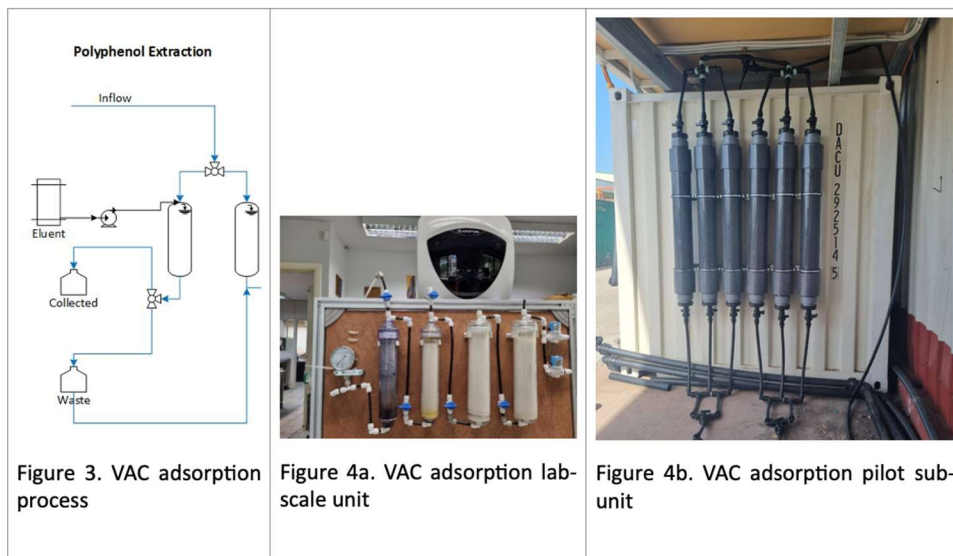 Polyphenol Extraction
Inflow
Eluent
Collected
Waste
Figure 3. VAC adsorption
process
ARISTON
Figure 4a. VAC adsorption lab-
scale unit
DACU 292514 5
Figure 4b. VAC adsorption pilot sub-
unit